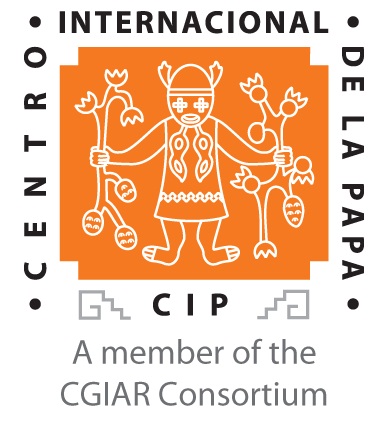 CENTRO
INTERNACIONAL
DE LA PAPA
CIP
A member of the
CGIAR Consortium